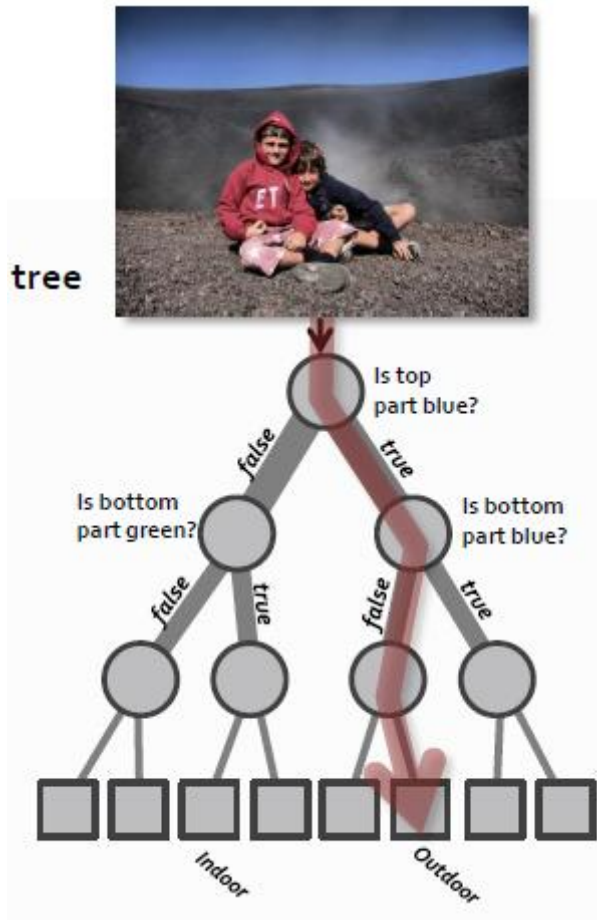 ET
tree
Is top
part blue?
false
true
Is bottom
part green?
Is bottom
part blue?
false
true
false
true
Indoor
Outdoor